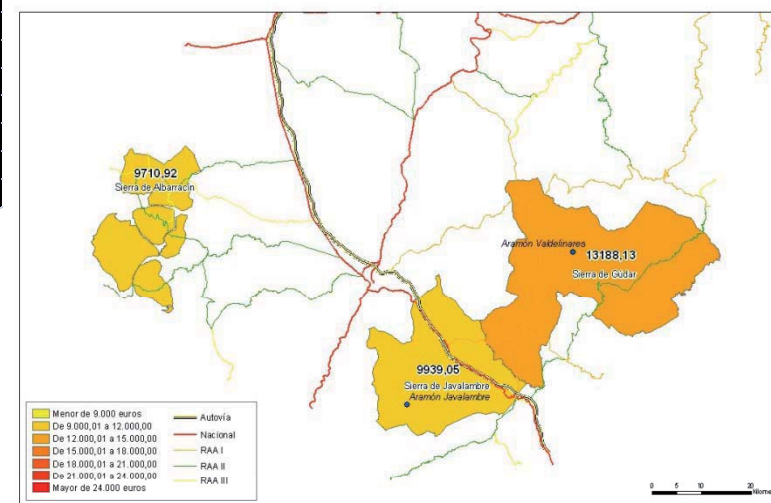 9710,92
Sierra de Albarracín
Aramón Valdelinares
13188,13
Sierra de Gúdar
9939,05
Sierra de Javalambre
Aramón Javalambre
Menor de 9.000 euros
De 9.000,01 a 12.000,00
De 12.000,01 a 15.000,00
De 15.000,01 a 18.000,00
De 18.000,01 a 21.000,00
De 21.000,01 a 24.000,00
Mayor de 24.000 euros
Autovía
Nacional
RAA I
RAA II
RAA III
0 5 10 20